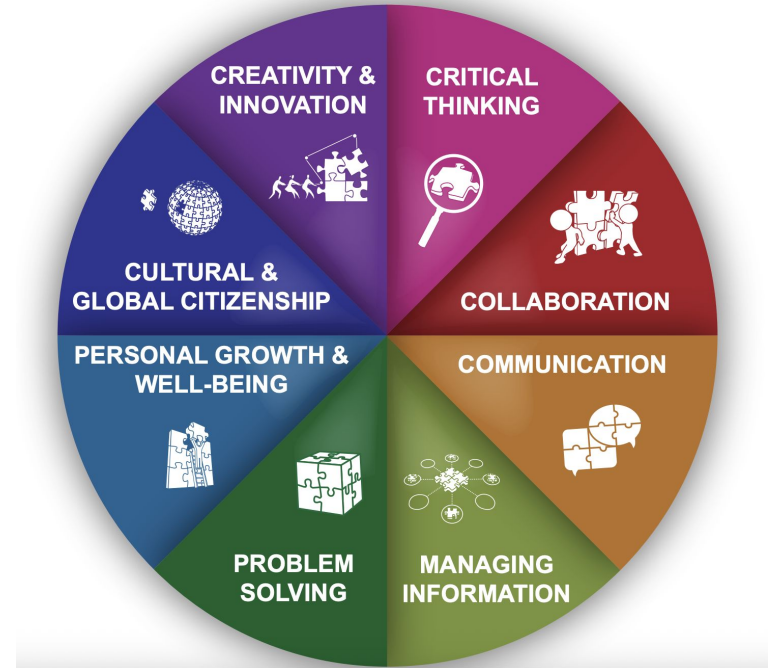 CREATIVITY &
INNOVATION
CRITICAL
THINKING
COLLABORATION
COMMUNICATION
MANAGING
INFORMATION
PROBLEM
SOLVING
PERSONAL GROWTH &
WELL-BEING
CULTURAL &
GLOBAL CITIZENSHIP